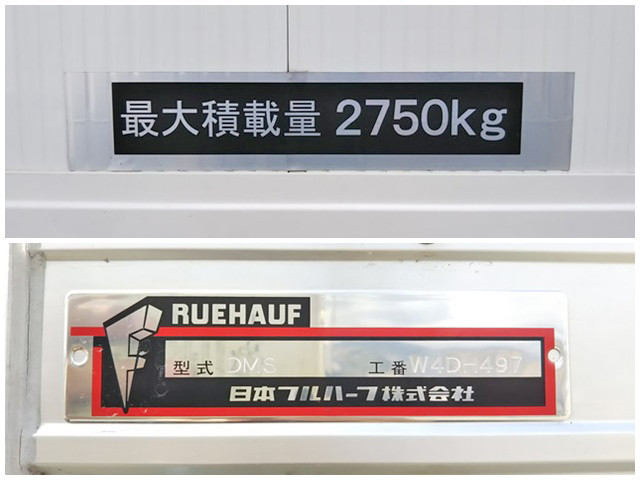 最大積載量 2750kg
FRUEHAUF
型式 DMS 工番 W4D-497
日本フルハーフ株式会社